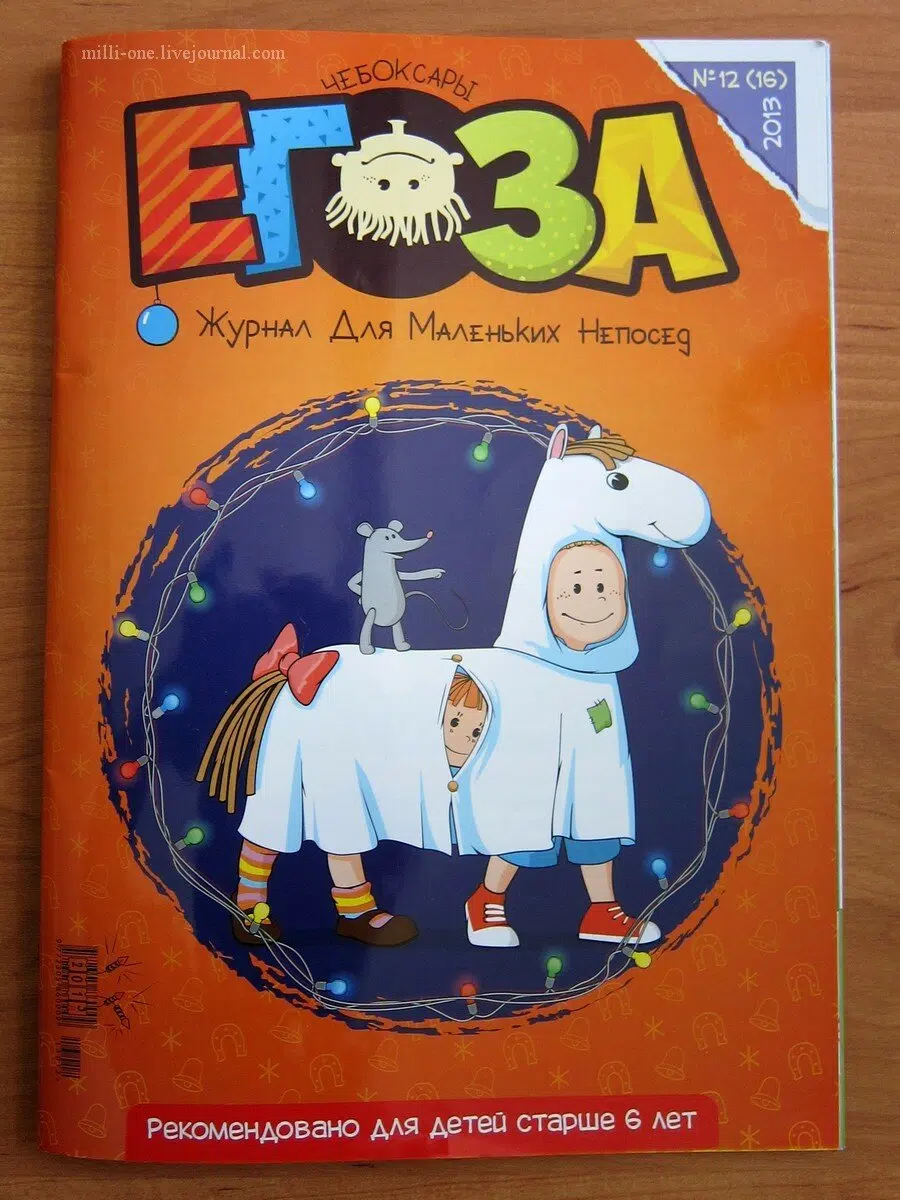 milli-one.livejournal.com
ЧЕБОКСАРЫ
№12 (16)
2013
ЕГОЗА
Журнал Для Маленьких Непосед
Рекомендовано для детей старше 6 лет